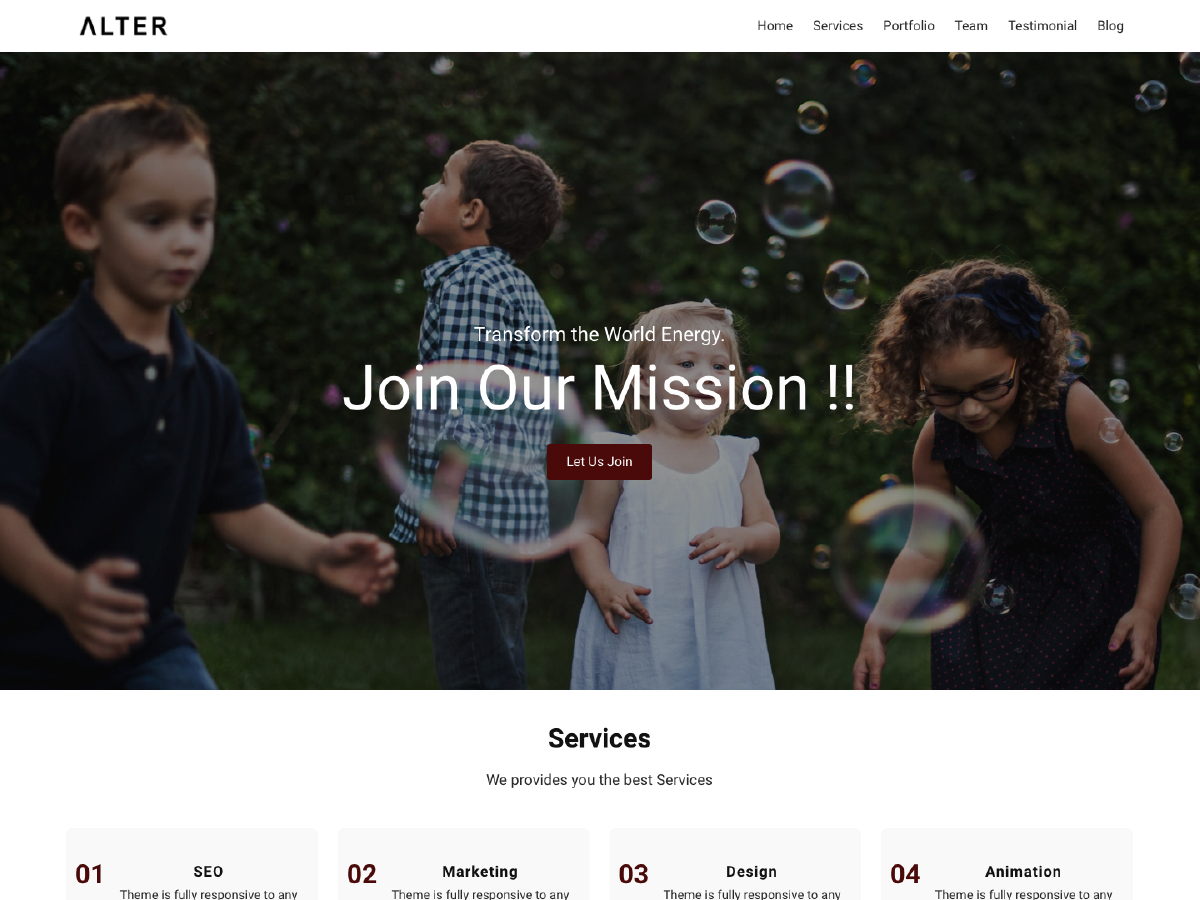 ALTER
Home Services Portfolio Team Testimonial Blog
Transform the World Energy.
Join Our Mission !!
Let Us Join
Services
We provides you the best Services
01 SEO
Theme is fully responsive to any
02 Marketing
Theme is fully responsive to any
03 Design
Theme is fully responsive to any
04 Animation
Theme is fully responsive to any